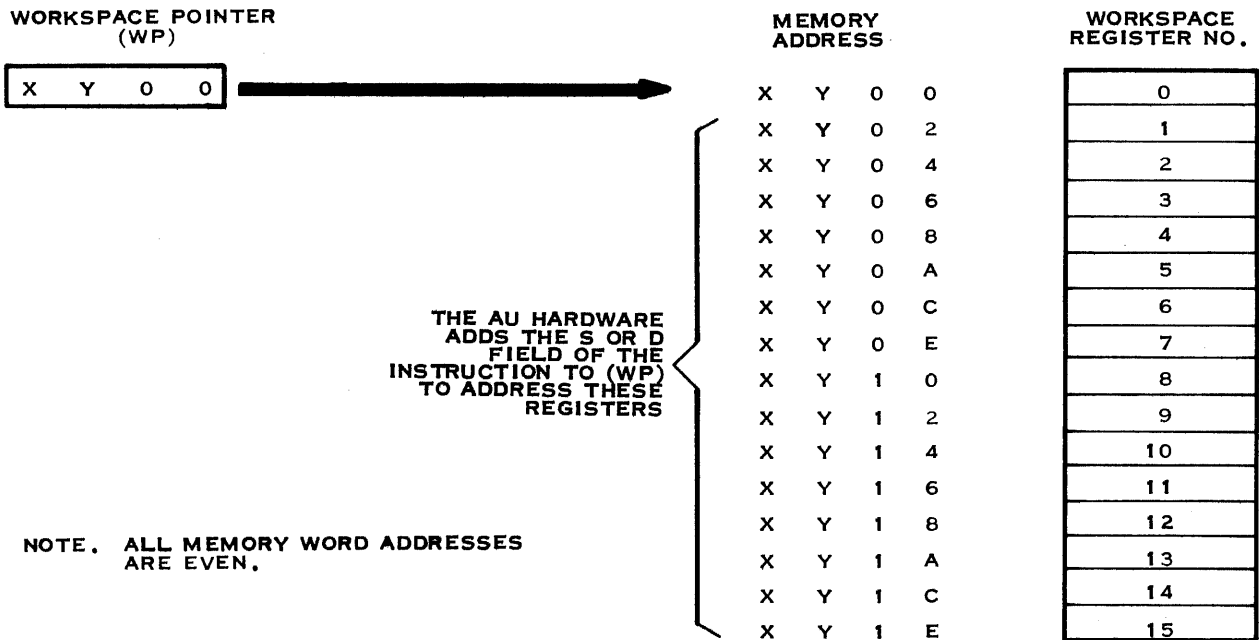 WORKSPACE POINTER
(WP)
X Y 0 0
MEMORY
ADDRESS
WORKSPACE
REGISTER NO.
X Y 0 0 0
X Y 0 2 1
X Y 0 4 2
X Y 0 6 3
X Y 0 8 4
X Y 0 A 5
X Y 0 C 6
X Y 0 E 7
X Y 1 0 8
X Y 1 2 9
X Y 1 4 10
X Y 1 6 11
X Y 1 8 12
X Y 1 A 13
X Y 1 C 14
X Y 1 E 15
THE AU HARDWARE
ADDS THE S OR D
FIELD OF THE
INSTRUCTION TO (WP)
TO ADDRESS THESE
REGISTERS
NOTE. ALL MEMORY WORD ADDRESSES
ARE EVEN.